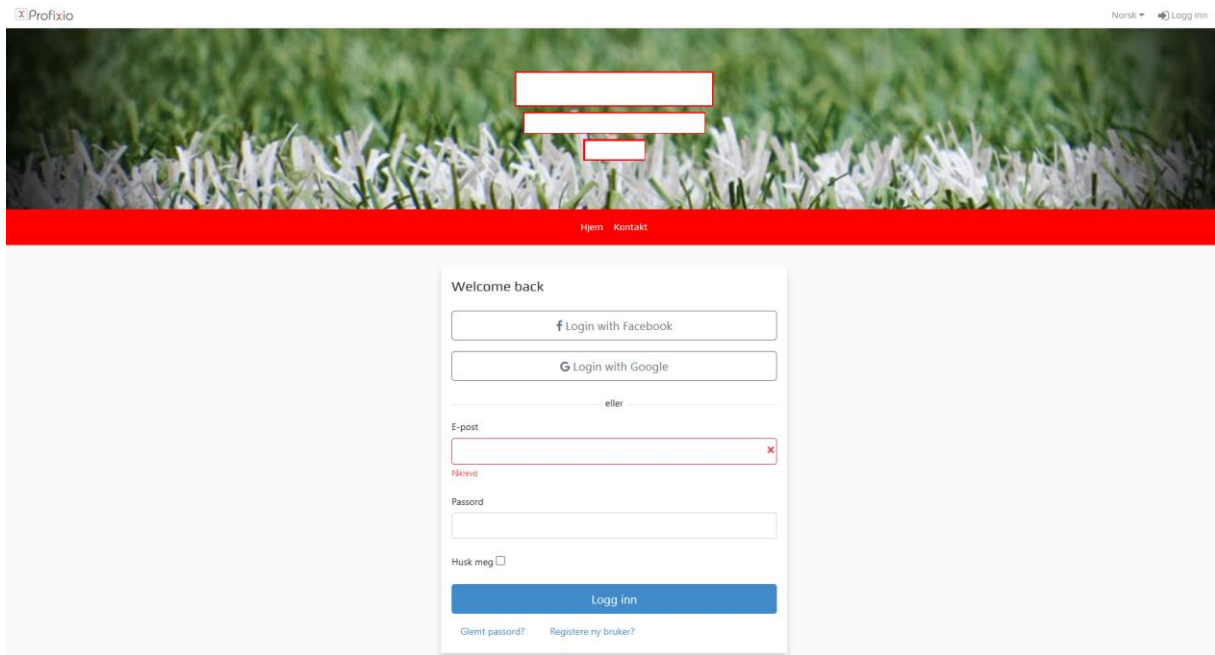 Profixio
Norsk Logg inn
Hjem Kontakt
Welcome back
Login with Facebook
Login with Google
eller
E-post
Påkrevd
Passord
Husk meg
Logg inn
Glemt passord? Registere ny bruker?